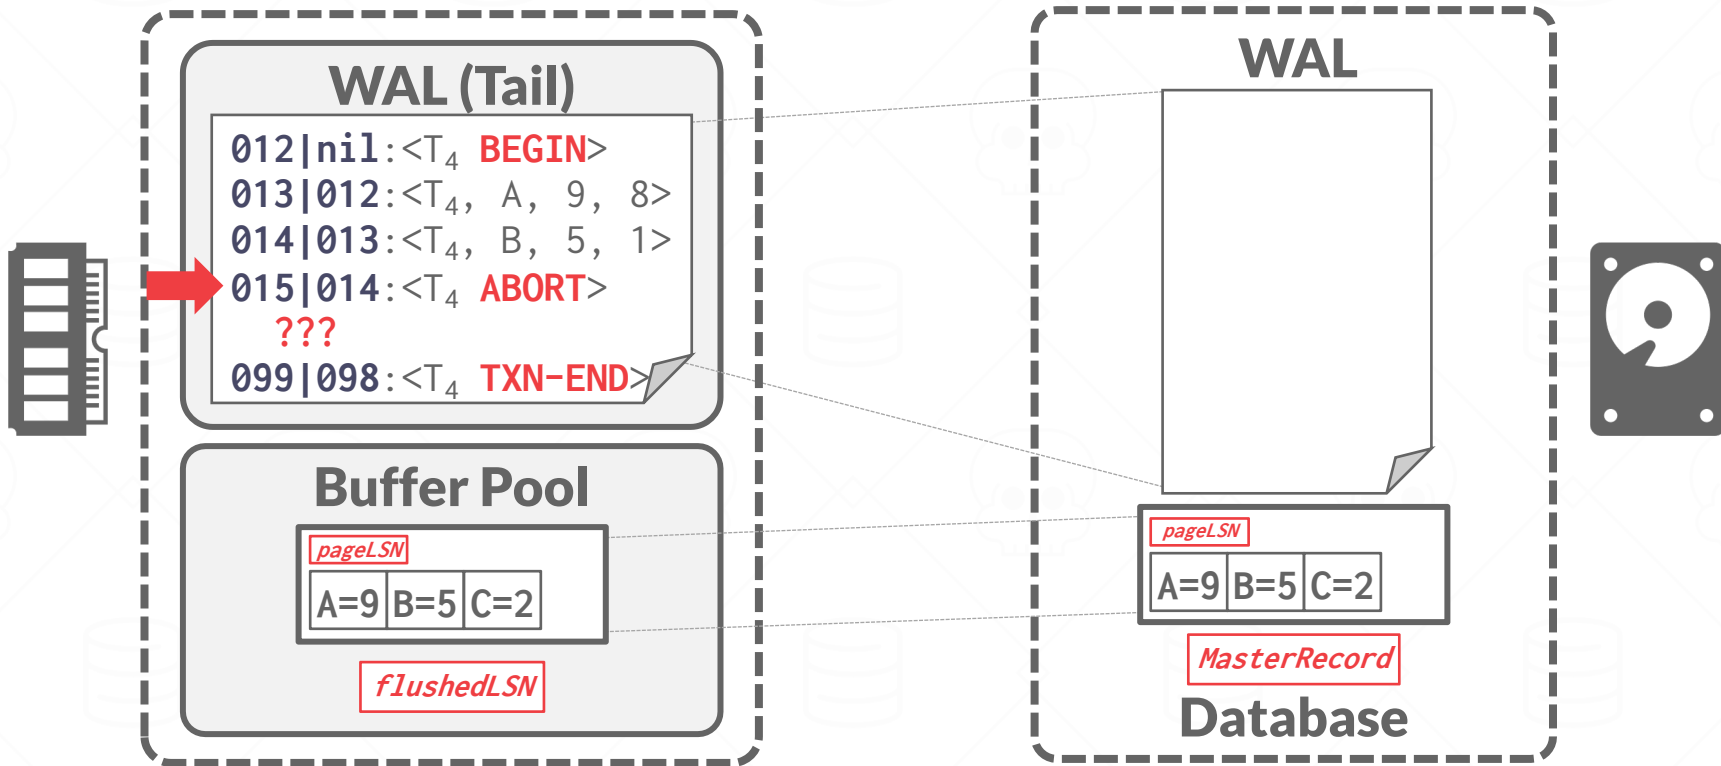 WAL (Tail)
012|nil:<T4 BEGIN>
013|012:<T4, A, 9, 8>
014|013:<T4, B, 5, 1>
015|014:<T4 ABORT>
???
099|098:<T4 TXN-END>
Buffer Pool
pageLSN
A=9 B=5 C=2
flushedLSN
WAL
pageLSN
A=9 B=5 C=2
MasterRecord
Database